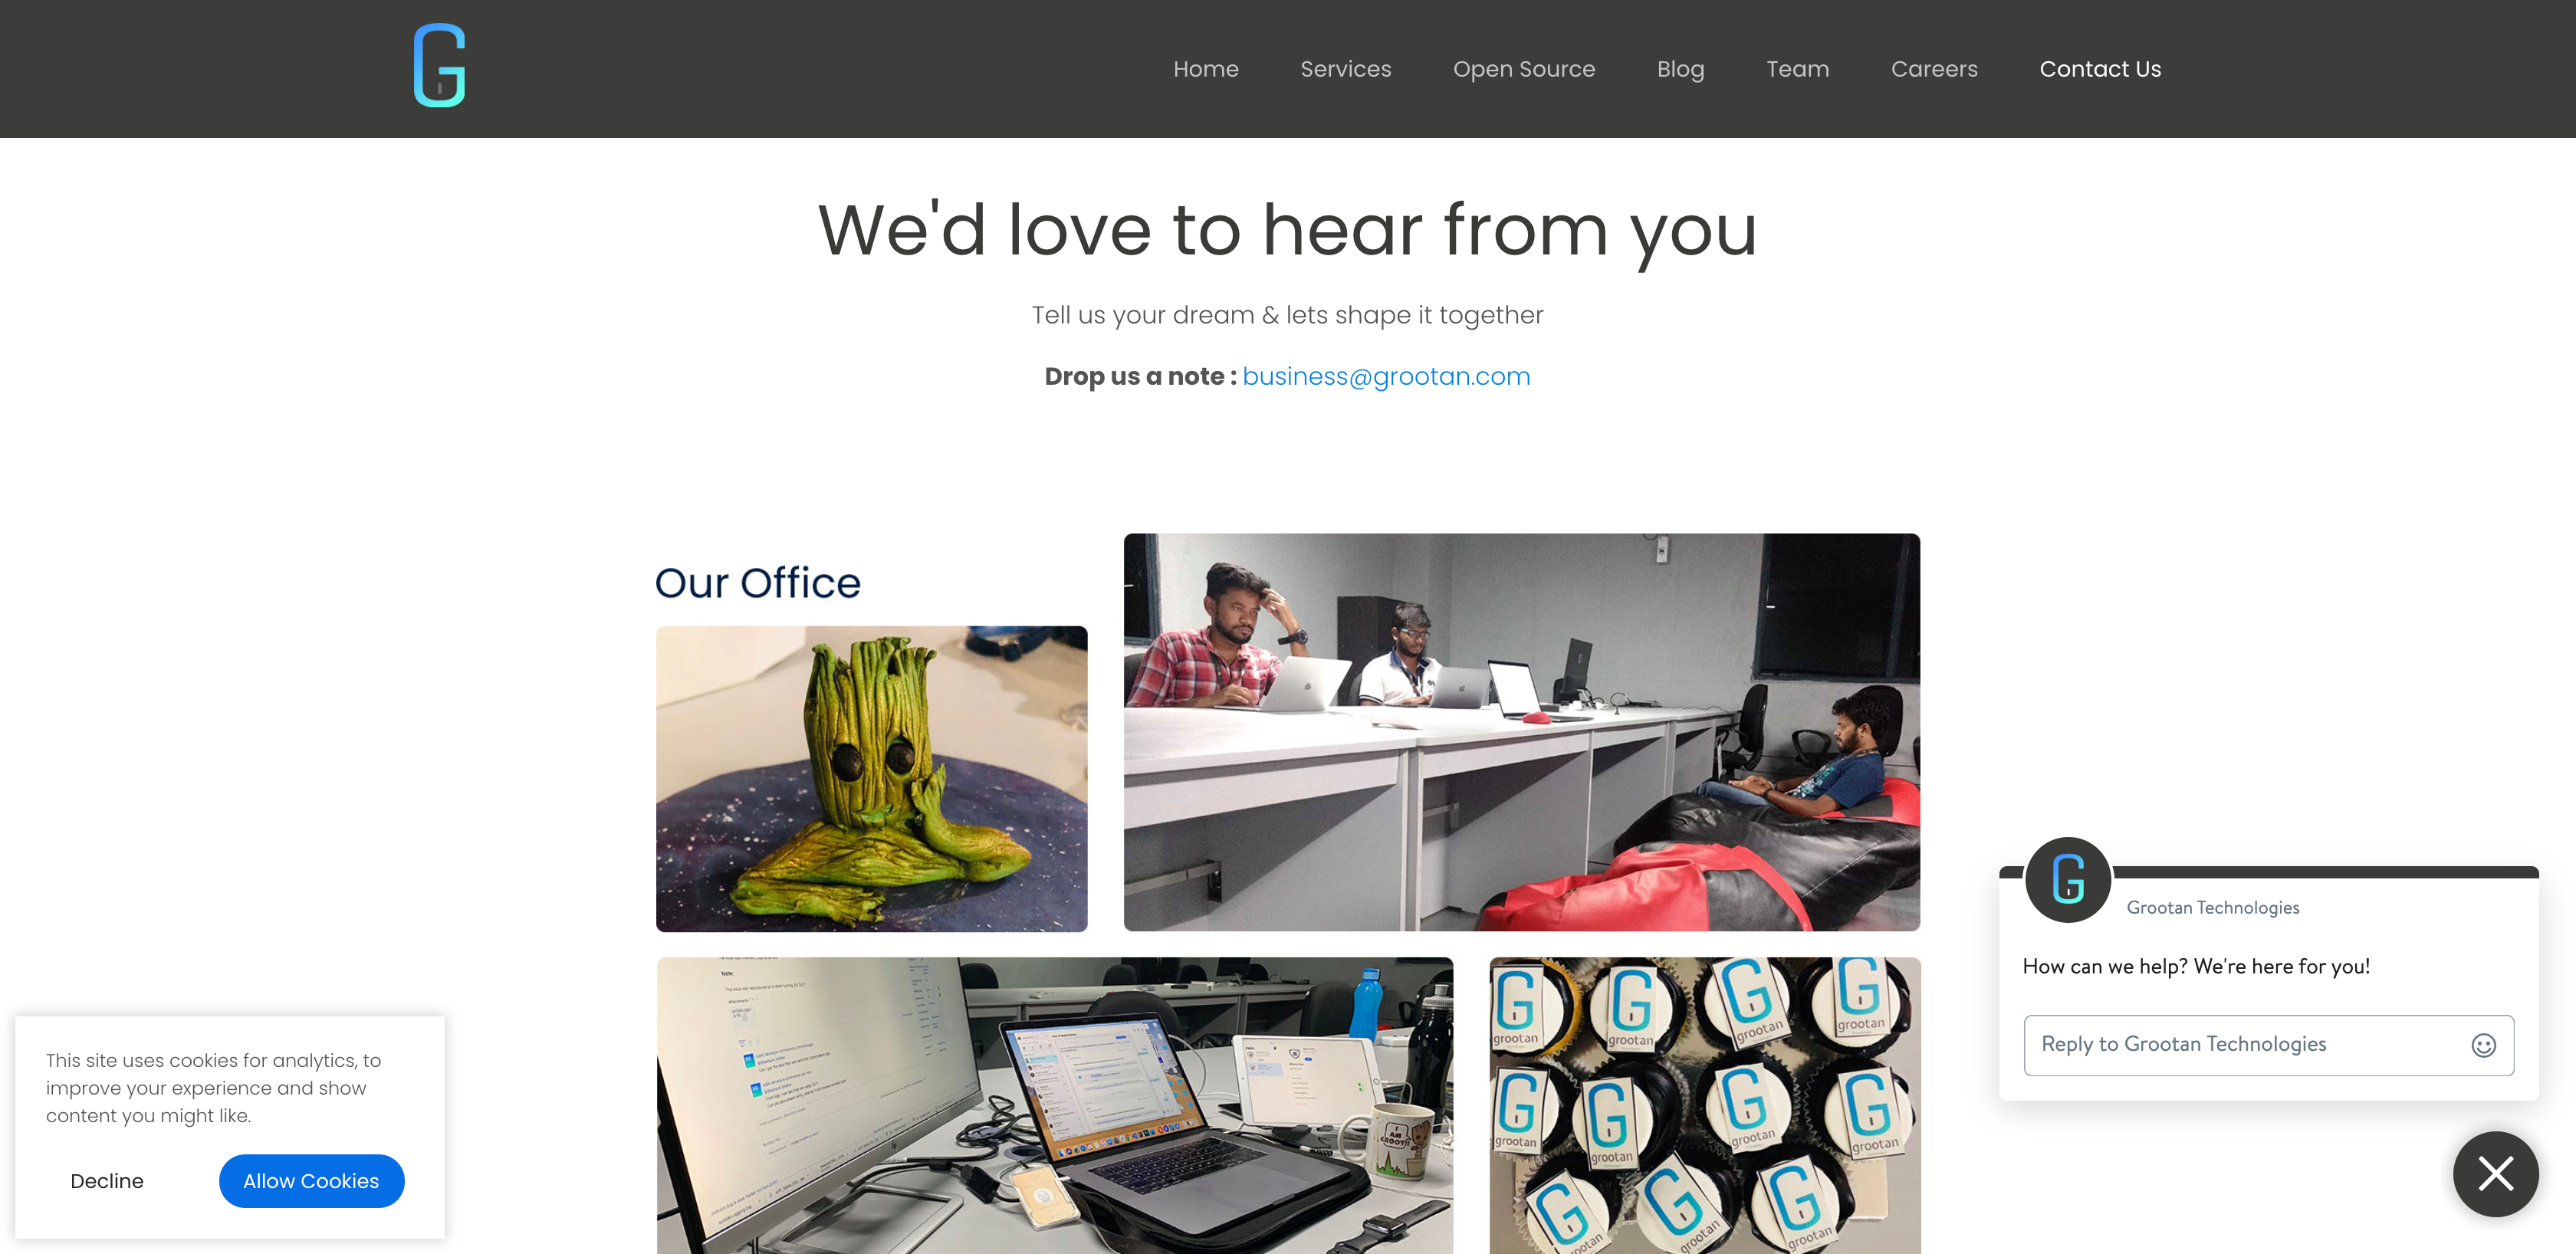 Home Services Open Source Blog Team Careers Contact Us
We'd love to hear from you
Tell us your dream & lets shape it together
Drop us a note : business@grootan.com
Our Office
Note:
I AM
GROOT!
grootan grootan grootan grootan
grootan grootan grootan grootan
grootan grootan grootan
Grootan Technologies
How can we help? We're here for you!
Reply to Grootan Technologies
This site uses cookies for analytics, to
improve your experience and show
content you might like.
Decline Allow Cookies